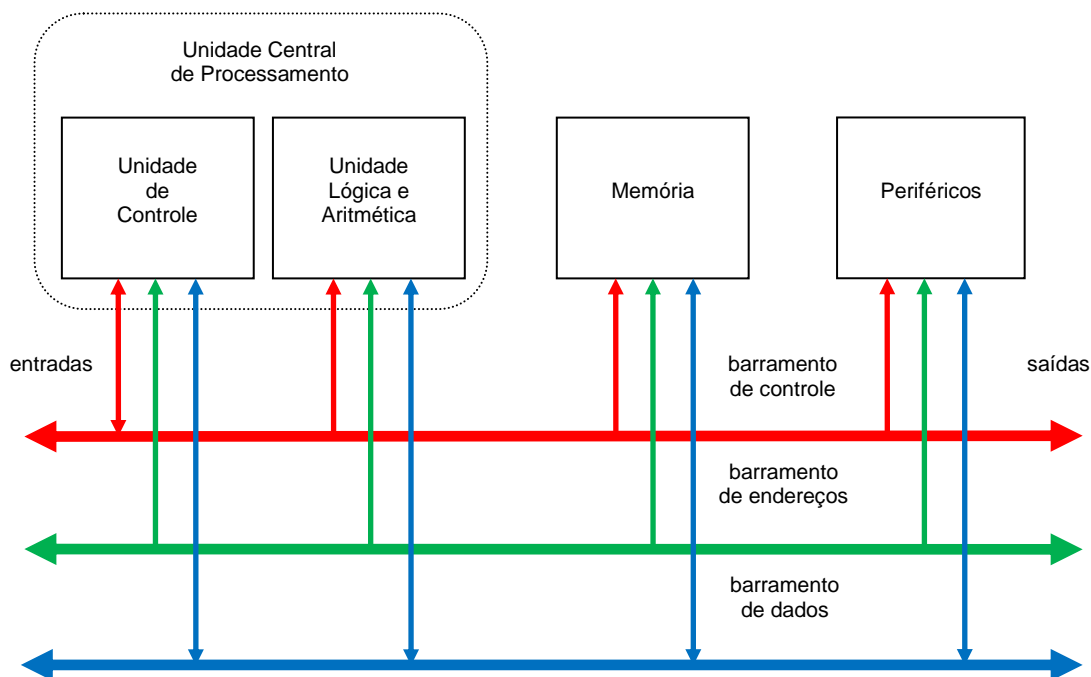 Unidade Central
de Processamento
Unidade
de
Controle
Unidade
Lógica e
Aritmética
Memória
Periféricos
entradas
barramento
de controle
saídas
barramento
de endereços
barramento
de dados